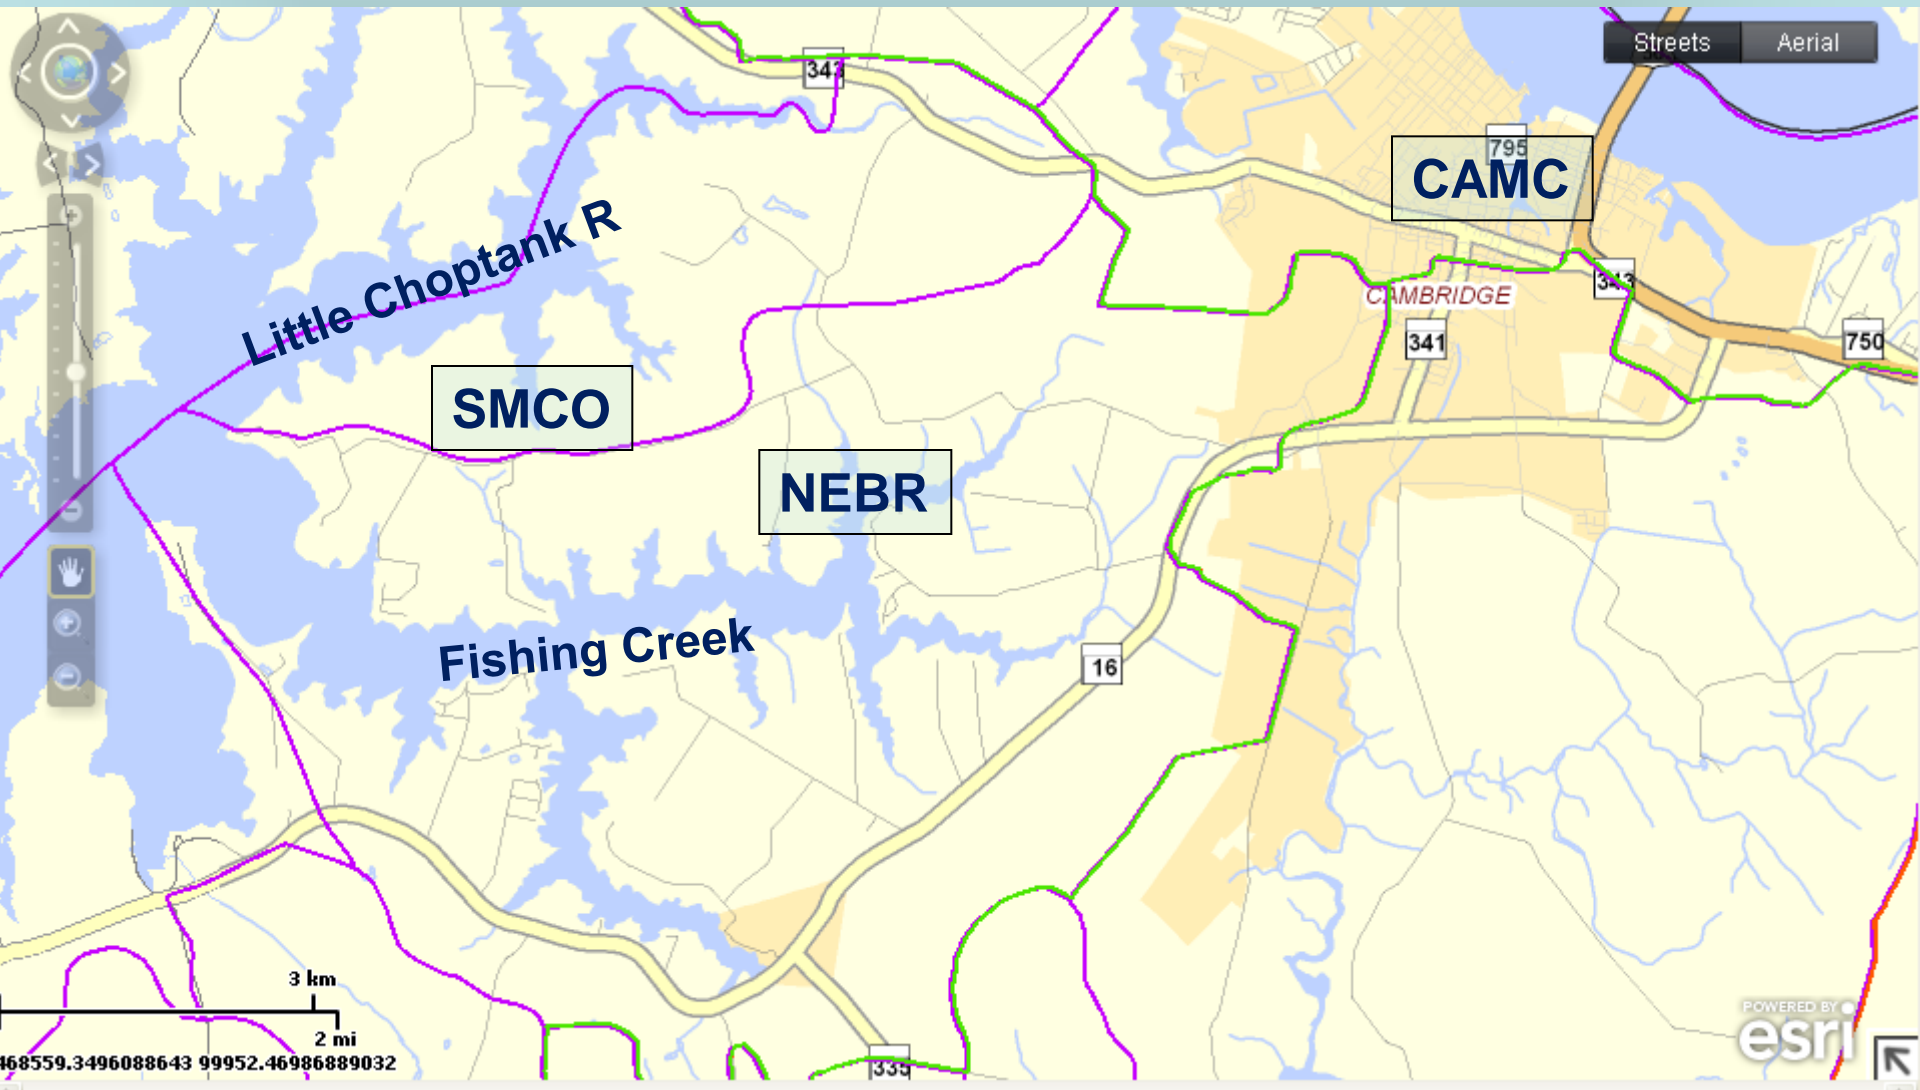 Streets
Aerial
343
795
CAMC
Little Choptank R
343
CAMBRIDGE
341
750
SMCO
NEBR
Fishing Creek
16
3 km
2 mi
468559.3496088643 99952.46986889032
335
POWERED BY
esri